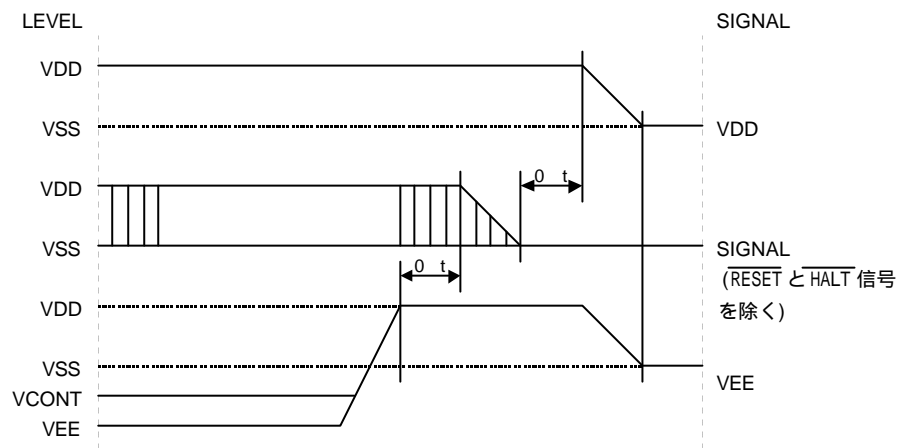 LEVEL SIGNAL
VDD
VSS VDD
VDD
0 t
VSS SIGNAL
0 t
(RESET と HALT 信号
VDD を除く)
VSS
VEE
VCONT
VEE